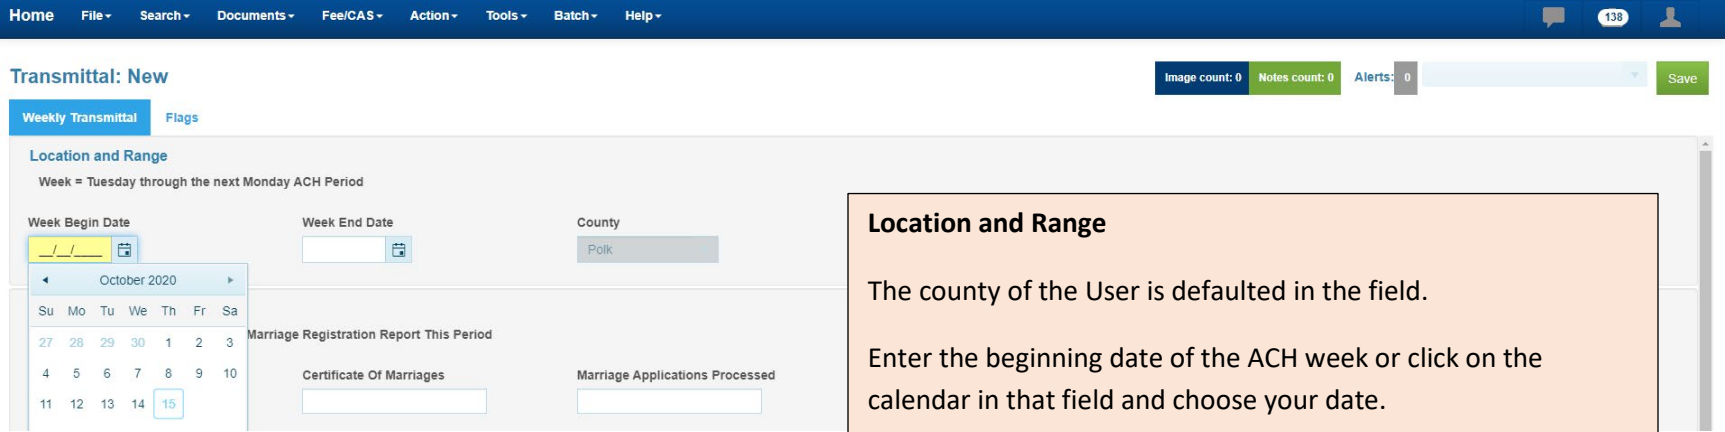 Home File Search Documents Fee/CAS Action Tools Batch Help 138
Transmittal: New
Image count: 0 Notes count: 0 Alerts: 0 Save
Weekly Transmittal Flags
Location and Range
Week = Tuesday through the next Monday ACH Period
Week Begin Date Week End Date County
__/__/____ Polk
October 2020
Su Mo Tu We Th Fr Sa
27 28 29 30 1 2 3
4 5 6 7 8 9 10
11 12 13 14 15
Marriage Registration Report This Period
Certificate Of Marriages Marriage Applications Processed
Location and Range
The county of the User is defaulted in the field.
Enter the beginning date of the ACH week or click on the
calendar in that field and choose your date.